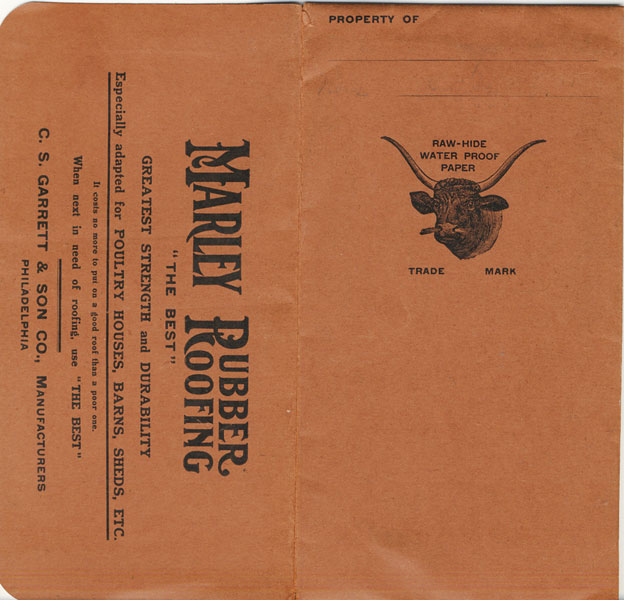 PROPERTY OF
RAW-HIDE
WATER PROOF
PAPER
TRADE MARK
MARLEY RUBBER
ROOFING
"THE BEST"
GREATEST STRENGTH and DURABILITY
Especially adapted for POULTRY HOUSES, BARNS, SHEDS, ETC.
It costs no more to put on a good roof than a poor one.
When next in need of roofing, use "THE BEST"
C. S. GARRETT & SON CO., MANUFACTURERS
PHILADELPHIA